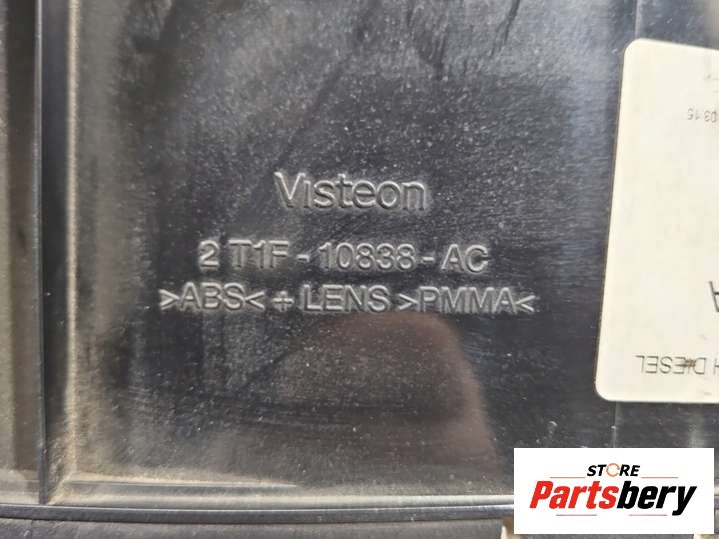 Visteon
2 T1F - 10838 - AC
>ABS< + LENS >PMMA<
DIESEL
STORE
Partsbery